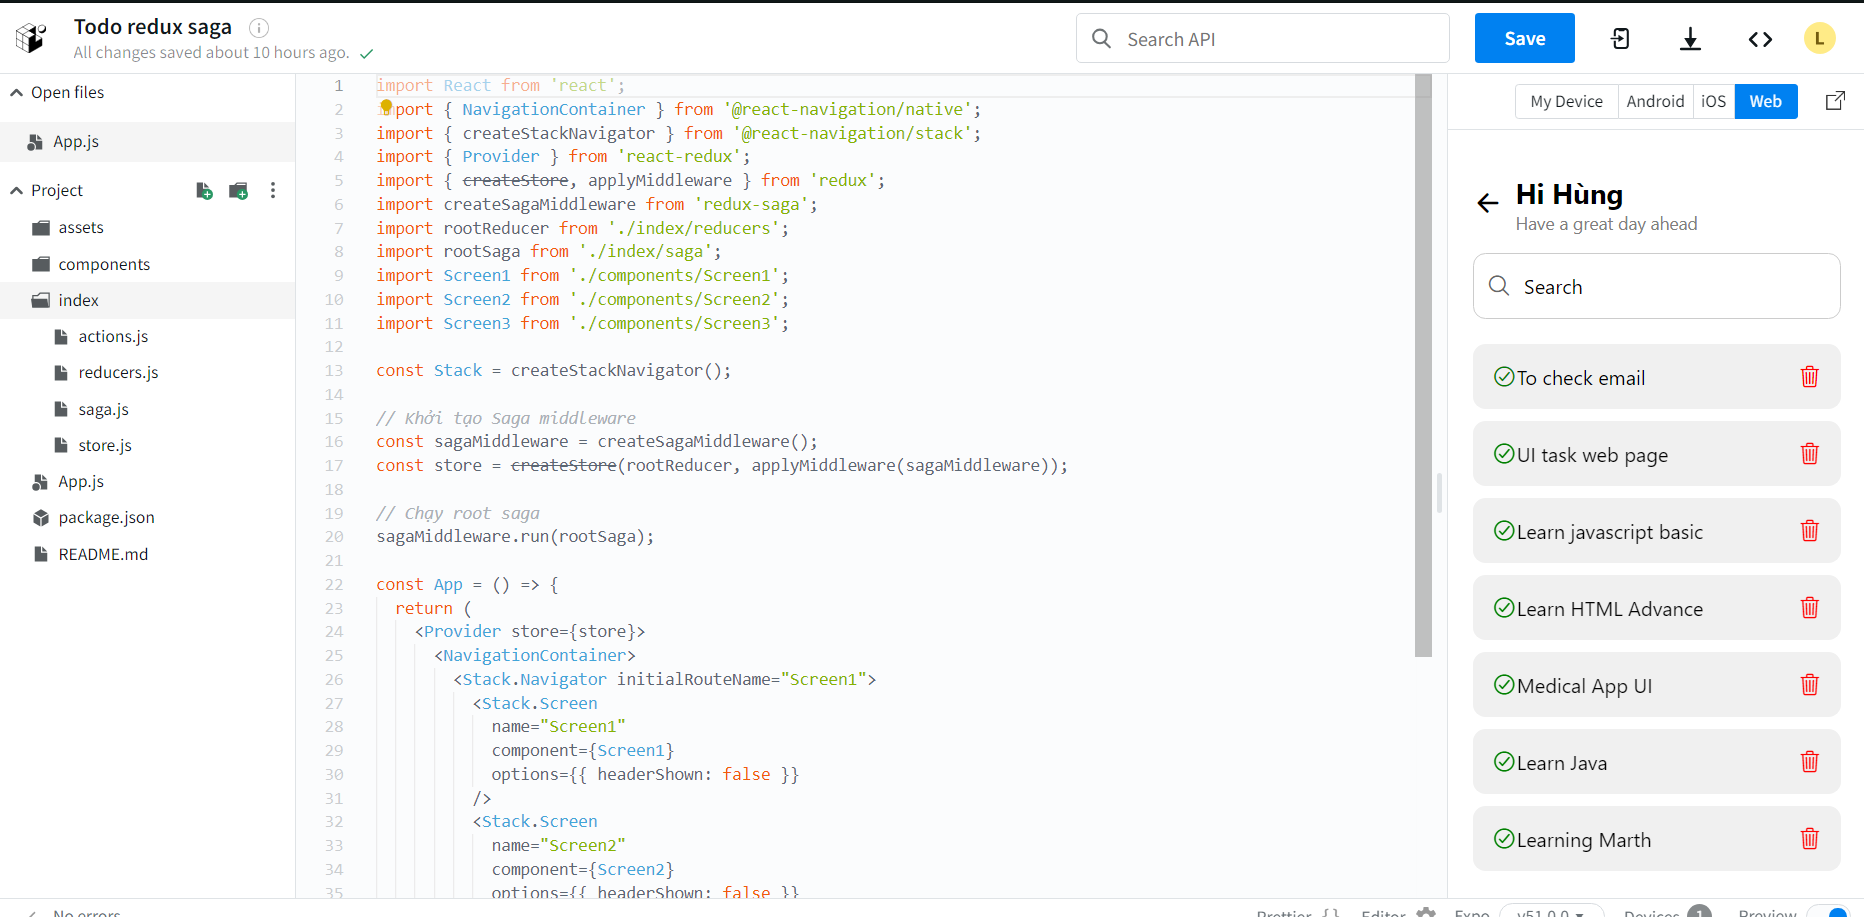 Todo redux saga
All changes saved about 10 hours ago.
Search API
Save
L
Open files
App.js
Project
assets
components
index
actions.js
reducers.js
saga.js
store.js
App.js
package.json
README.md
1 import React from 'react';
2 import { NavigationContainer } from '@react-navigation/native';
3 import { createStackNavigator } from '@react-navigation/stack';
4 import { Provider } from 'react-redux';
5 import { createStore, applyMiddleware } from 'redux';
6 import createSagaMiddleware from 'redux-saga';
7 import rootReducer from './index/reducers';
8 import rootSaga from './index/saga';
9 import Screen1 from './components/Screen1';
10 import Screen2 from './components/Screen2';
11 import Screen3 from './components/Screen3';
12
13 const Stack = createStackNavigator();
14
15 // Khởi tạo Saga middleware
16 const sagaMiddleware = createSagaMiddleware();
17 const store = createStore(rootReducer, applyMiddleware(sagaMiddleware));
18
19 // Chạy root saga
20 sagaMiddleware.run(rootSaga);
21
22 const App = () => {
23 return (
24 <Provider store={store}>
25 <NavigationContainer>
26 <Stack.Navigator initialRouteName="Screen1">
27 <Stack.Screen
28 name="Screen1"
29 component={Screen1}
30 options={{ headerShown: false }}
31 />
32 <Stack.Screen
33 name="Screen2"
34 component={Screen2}
35 options={{ headerShown: false }}
My Device Android iOS Web
Hi Hùng
Have a great day ahead
Search
To check email
UI task web page
Learn javascript basic
Learn HTML Advance
Medical App UI
Learn Java
Learning Marth
No errors Prettier { } Editor Expo v51.0.0 Devices 1 Preview